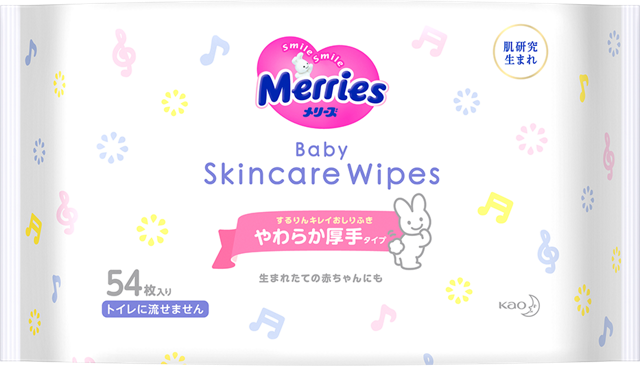 smile smile
Merries
メリーズ
肌研究
生まれ
Baby
Skincare Wipes
するりんキレイおしりふき
やわらか厚手タイプ
生まれたての赤ちゃんにも
54枚入り
トイレに流せません
Kao